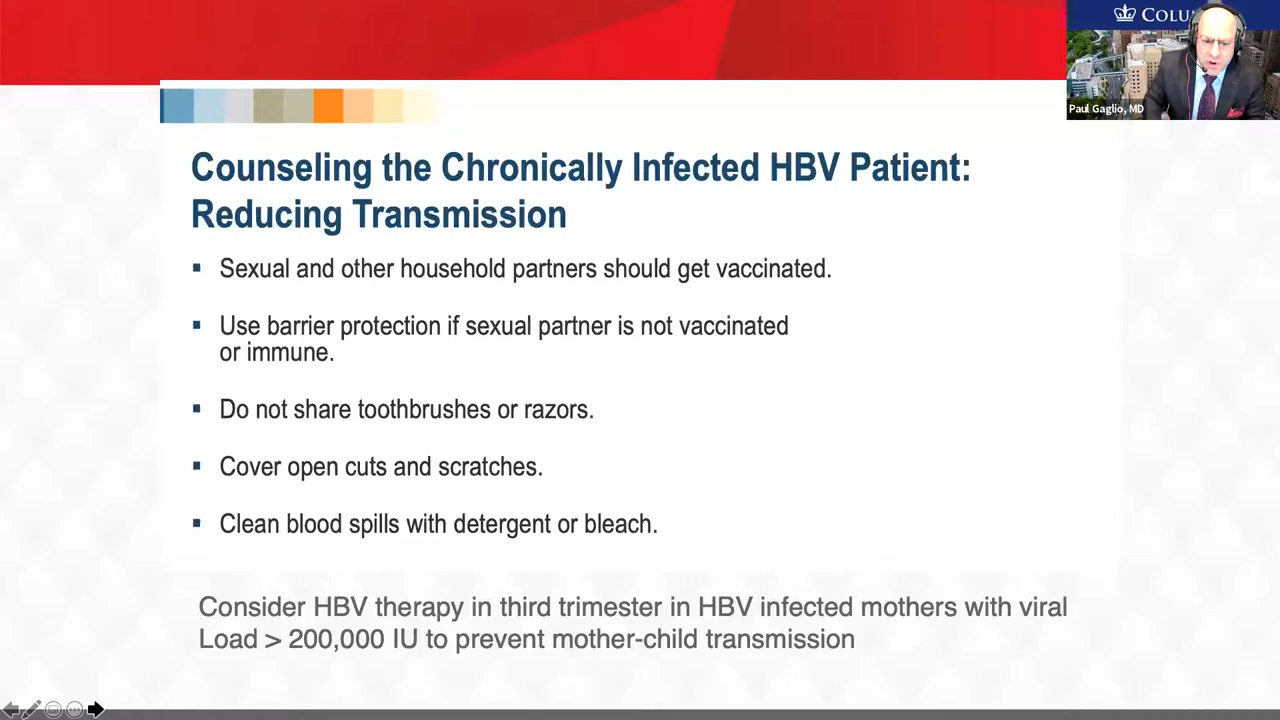 Paul Gaglio, MD
Counseling the Chronically Infected HBV Patient:
Reducing Transmission
▪ Sexual and other household partners should get vaccinated.
▪ Use barrier protection if sexual partner is not vaccinated
or immune.
▪ Do not share toothbrushes or razors.
▪ Cover open cuts and scratches.
▪ Clean blood spills with detergent or bleach.
Consider HBV therapy in third trimester in HBV infected mothers with viral
Load > 200,000 IU to prevent mother-child transmission